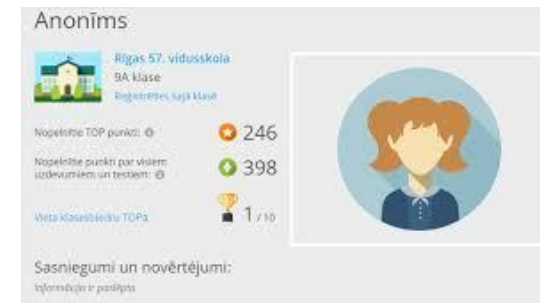 Anonīms
Rīgas 57. vidusskola
9A klase
Reģistrēties šajā klasē
Nopelnītie TOP punkti:
246
Nopelnītie punkti par visiem
uzdevumiem un testiem:
398
Vieta klasesbiedru TOPā
1 / 10
Sasniegumi un novērtējumi:
Informācija ir paslēpta